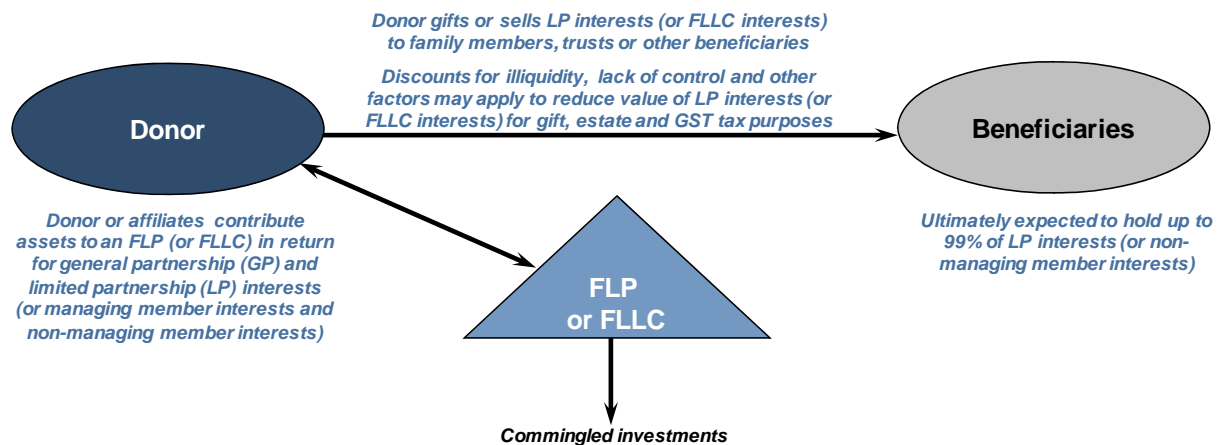 Donor gifts or sells LP interests (or FLLC interests)
to family members, trusts or other beneficiaries
Discounts for illiquidity, lack of control and other
factors may apply to reduce value of LP interests (or
FLLC interests) for gift, estate and GST tax purposes
Donor
Beneficiaries
Donor or affiliates contribute
assets to an FLP (or FLLC) in return
for general partnership (GP) and
limited partnership (LP) interests
(or managing member interests and
non-managing member interests)
Ultimately expected to hold up to
99% of LP interests (or non-
managing member interests)
FLP
or FLLC
Commingled investments